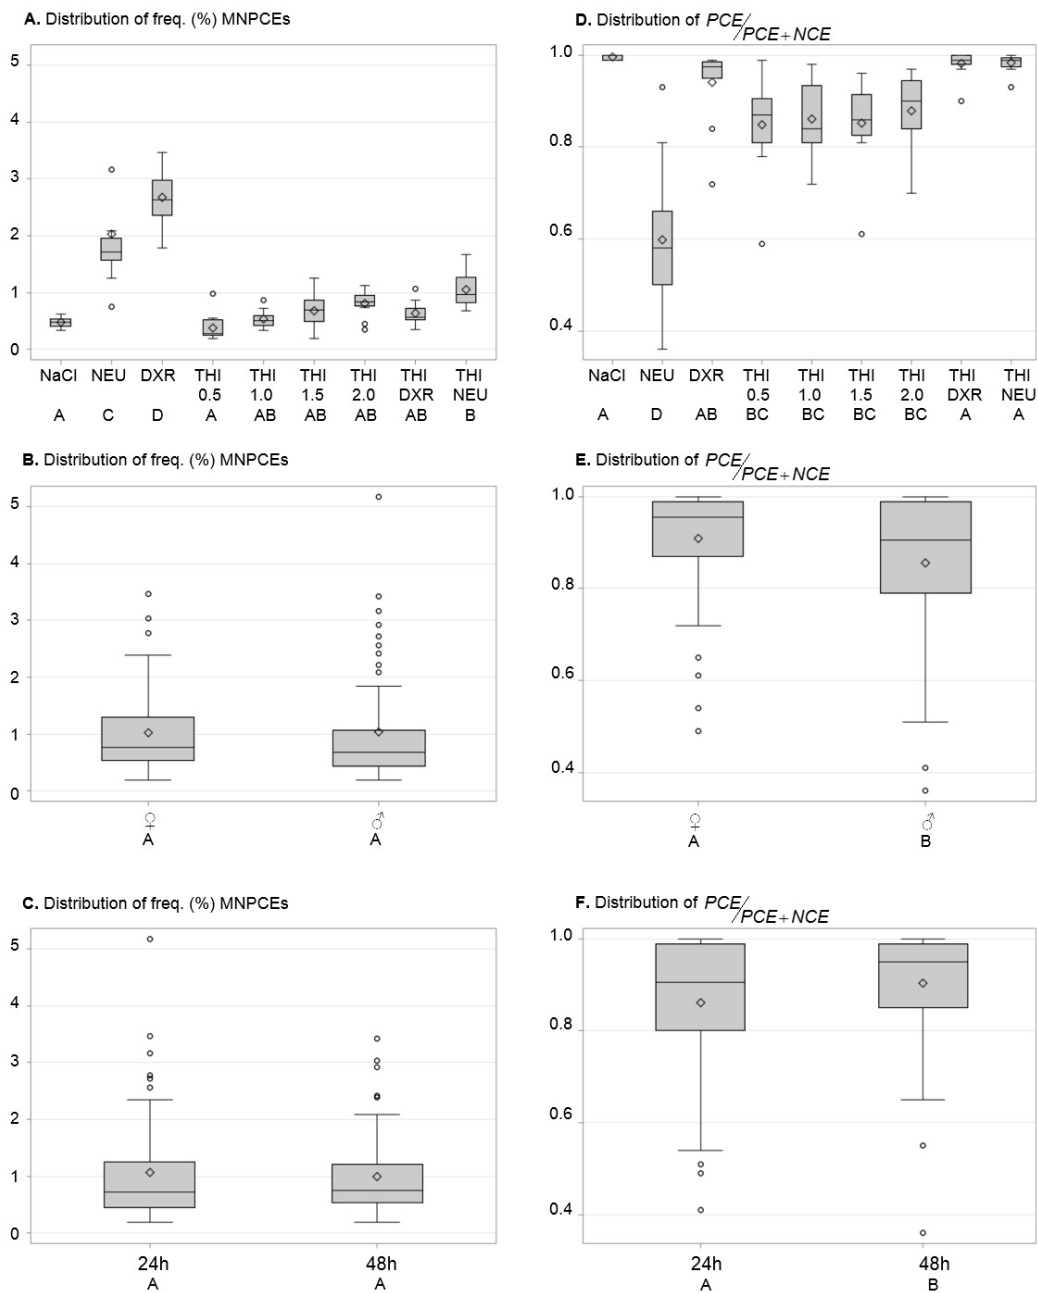 A. Distribution of freq. (%) MNPCEs
5
4
3
2
1
0
NaCl NEU DXR THI THI THI THI THI THI
0.5 1.0 1.5 2.0 DXR NEU
A C D A AB AB AB AB B
D. Distribution of PCE/PCE+NCE
1.0
0.8
0.6
0.4
NaCl NEU DXR THI THI THI THI THI THI
0.5 1.0 1.5 2.0 DXR NEU
A D AB BC BC BC BC A A
B. Distribution of freq. (%) MNPCEs
5
4
3
2
1
0
♀ ♂
A A
E. Distribution of PCE/PCE+NCE
1.0
0.8
0.6
0.4
♀ ♂
A B
C. Distribution of freq. (%) MNPCEs
5
4
3
2
1
0
24h 48h
A A
F. Distribution of PCE/PCE+NCE
1.0
0.8
0.6
0.4
24h 48h
A B